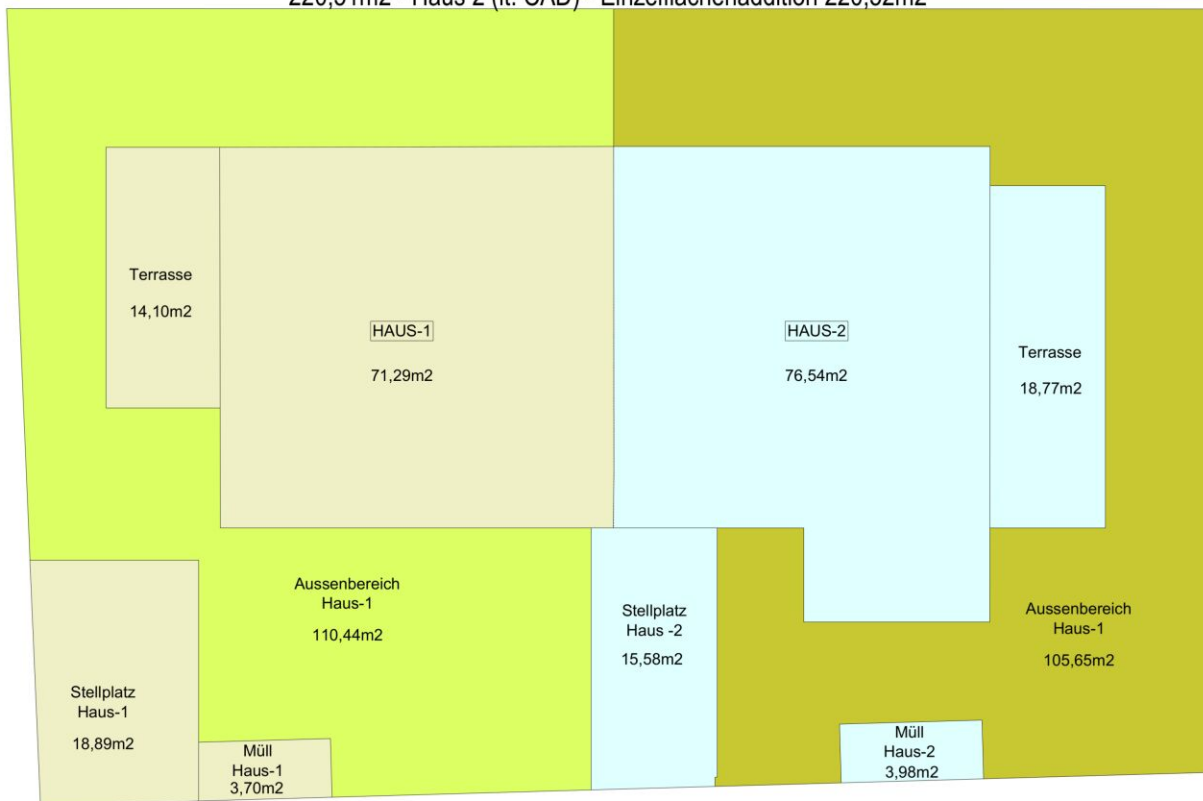 220,51m2 - Haus 2 (lt. CAD) - Einzelflächenaddition 220,52m2
Terrasse
14,10m2
HAUS-1
71,29m2
HAUS-2
76,54m2
Terrasse
18,77m2
Aussenbereich
Haus-1
110,44m2
Stellplatz
Haus -2
15,58m2
Aussenbereich
Haus-1
105,65m2
Stellplatz
Haus-1
18,89m2
Müll
Haus-1
3,70m2
Müll
Haus-2
3,98m2